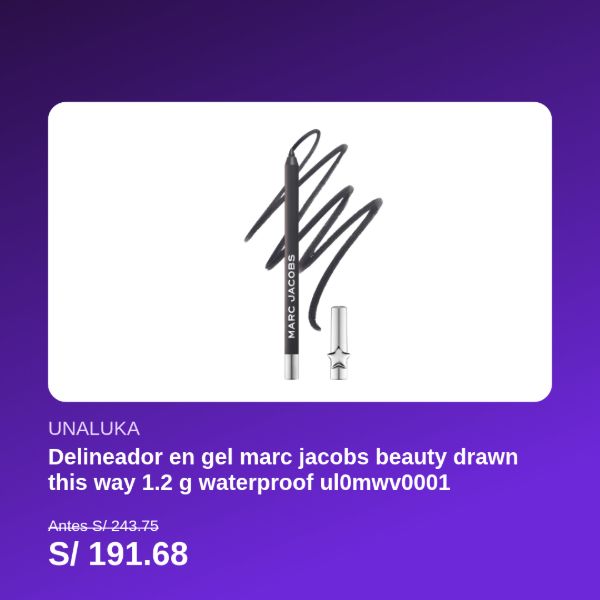 MARC JACOBS
UNALUKA
Delineador en gel marc jacobs beauty drawn
this way 1.2 g waterproof ul0mwv0001
Antes S/ 243.75
S/ 191.68